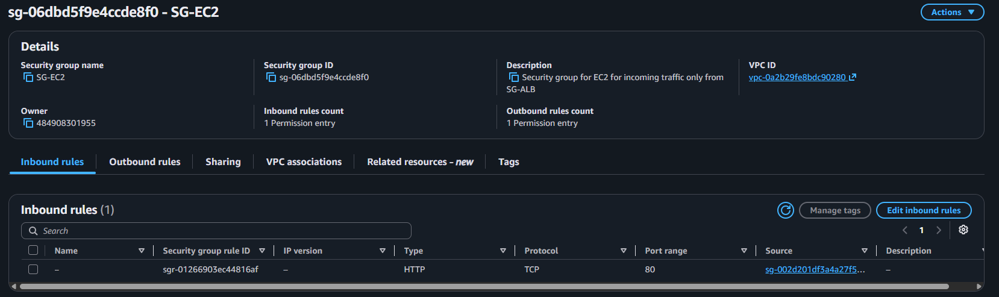 sg-06dbd5f9e4ccde8f0 - SG-EC2
Actions
Details
Security group name
SG-EC2
Security group ID
sg-06dbd5f9e4ccde8f0
Description
Security group for EC2 for incoming traffic only from
SG-ALB
VPC ID
vpc-0a2b29fe8bdc90280
Owner
484908301955
Inbound rules count
1 Permission entry
Outbound rules count
1 Permission entry
Inbound rules Outbound rules Sharing VPC associations Related resources - new Tags
Inbound rules (1)
Manage tags Edit inbound rules
Search
1
Name Security group rule ID IP version Type Protocol Port range Source Description
– sgr-01266903ec44816af – HTTP TCP 80 sg-002d201df3a4a27f5... –